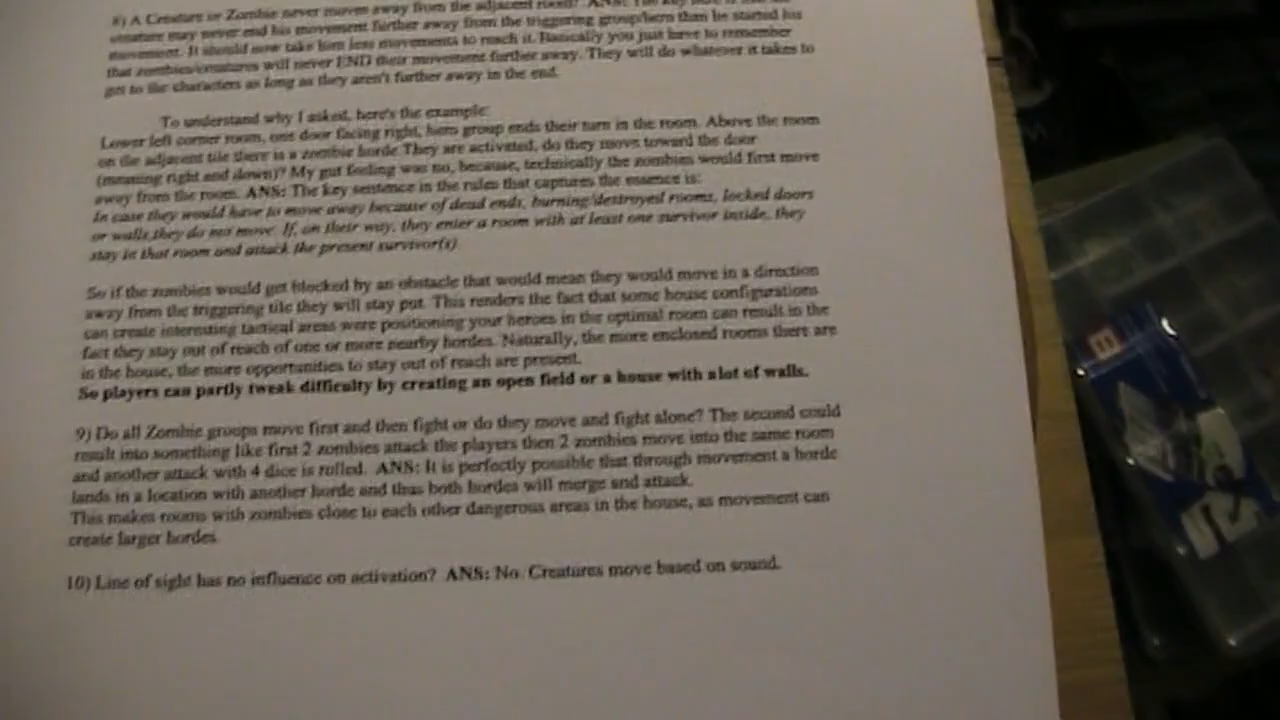 8) A Creature or Zombie never moves away from the adjacent room? ANS: The key
creature may never end his movement further away from the triggering group/hero than he started his
movement. It should now take him less movements to reach it. Basically you just have to remember
that zombies/creatures will never END their movement further away. They will do whatever it takes to
get to the characters as long as they aren't further away in the end.
To understand why I asked, here's the example:
Lower left corner room, one door facing right, hero group ends their turn in the room. Above the room
on the adjacent tile there is a zombie horde They are activated, do they move toward the door
(meaning right and down)? My gut feeling was no, because, technically the zombies would first move
away from the room. ANS: The key sentence in the rules that captures the essence is:
In case they would have to move away because of dead ends, burning/destroyed rooms, locked doors
or walls,they do not move. If, on their way, they enter a room with at least one survivor inside, they
stay in that room and attack the present survivor(s)
So if the zombies would get blocked by an obstacle that would mean they would move in a direction
away from the triggering tile they will stay put. This renders the fact that some house configurations
can create interesting tactical areas were positioning your heroes in the optimal room can result in the
fact they stay out of reach of one or more nearby hordes. Naturally, the more enclosed rooms there are
in the house, the more opportunities to stay out of reach are present.
So players can partly tweak difficulty by creating an open field or a house with alot of walls.
9) Do all Zombie groups move first and then fight or do they move and fight alone? The second could
result into something like first 2 zombies attack the players then 2 zombies move into the same room
and another attack with 4 dice is rolled. ANS: It is perfectly possible that through movement a horde
lands in a location with another horde and thus both hordes will merge and attack.
This makes rooms with zombies close to each other dangerous areas in the house, as movement can
create larger hordes.
10) Line of sight has no influence on activation? ANS: No. Creatures move based on sound.